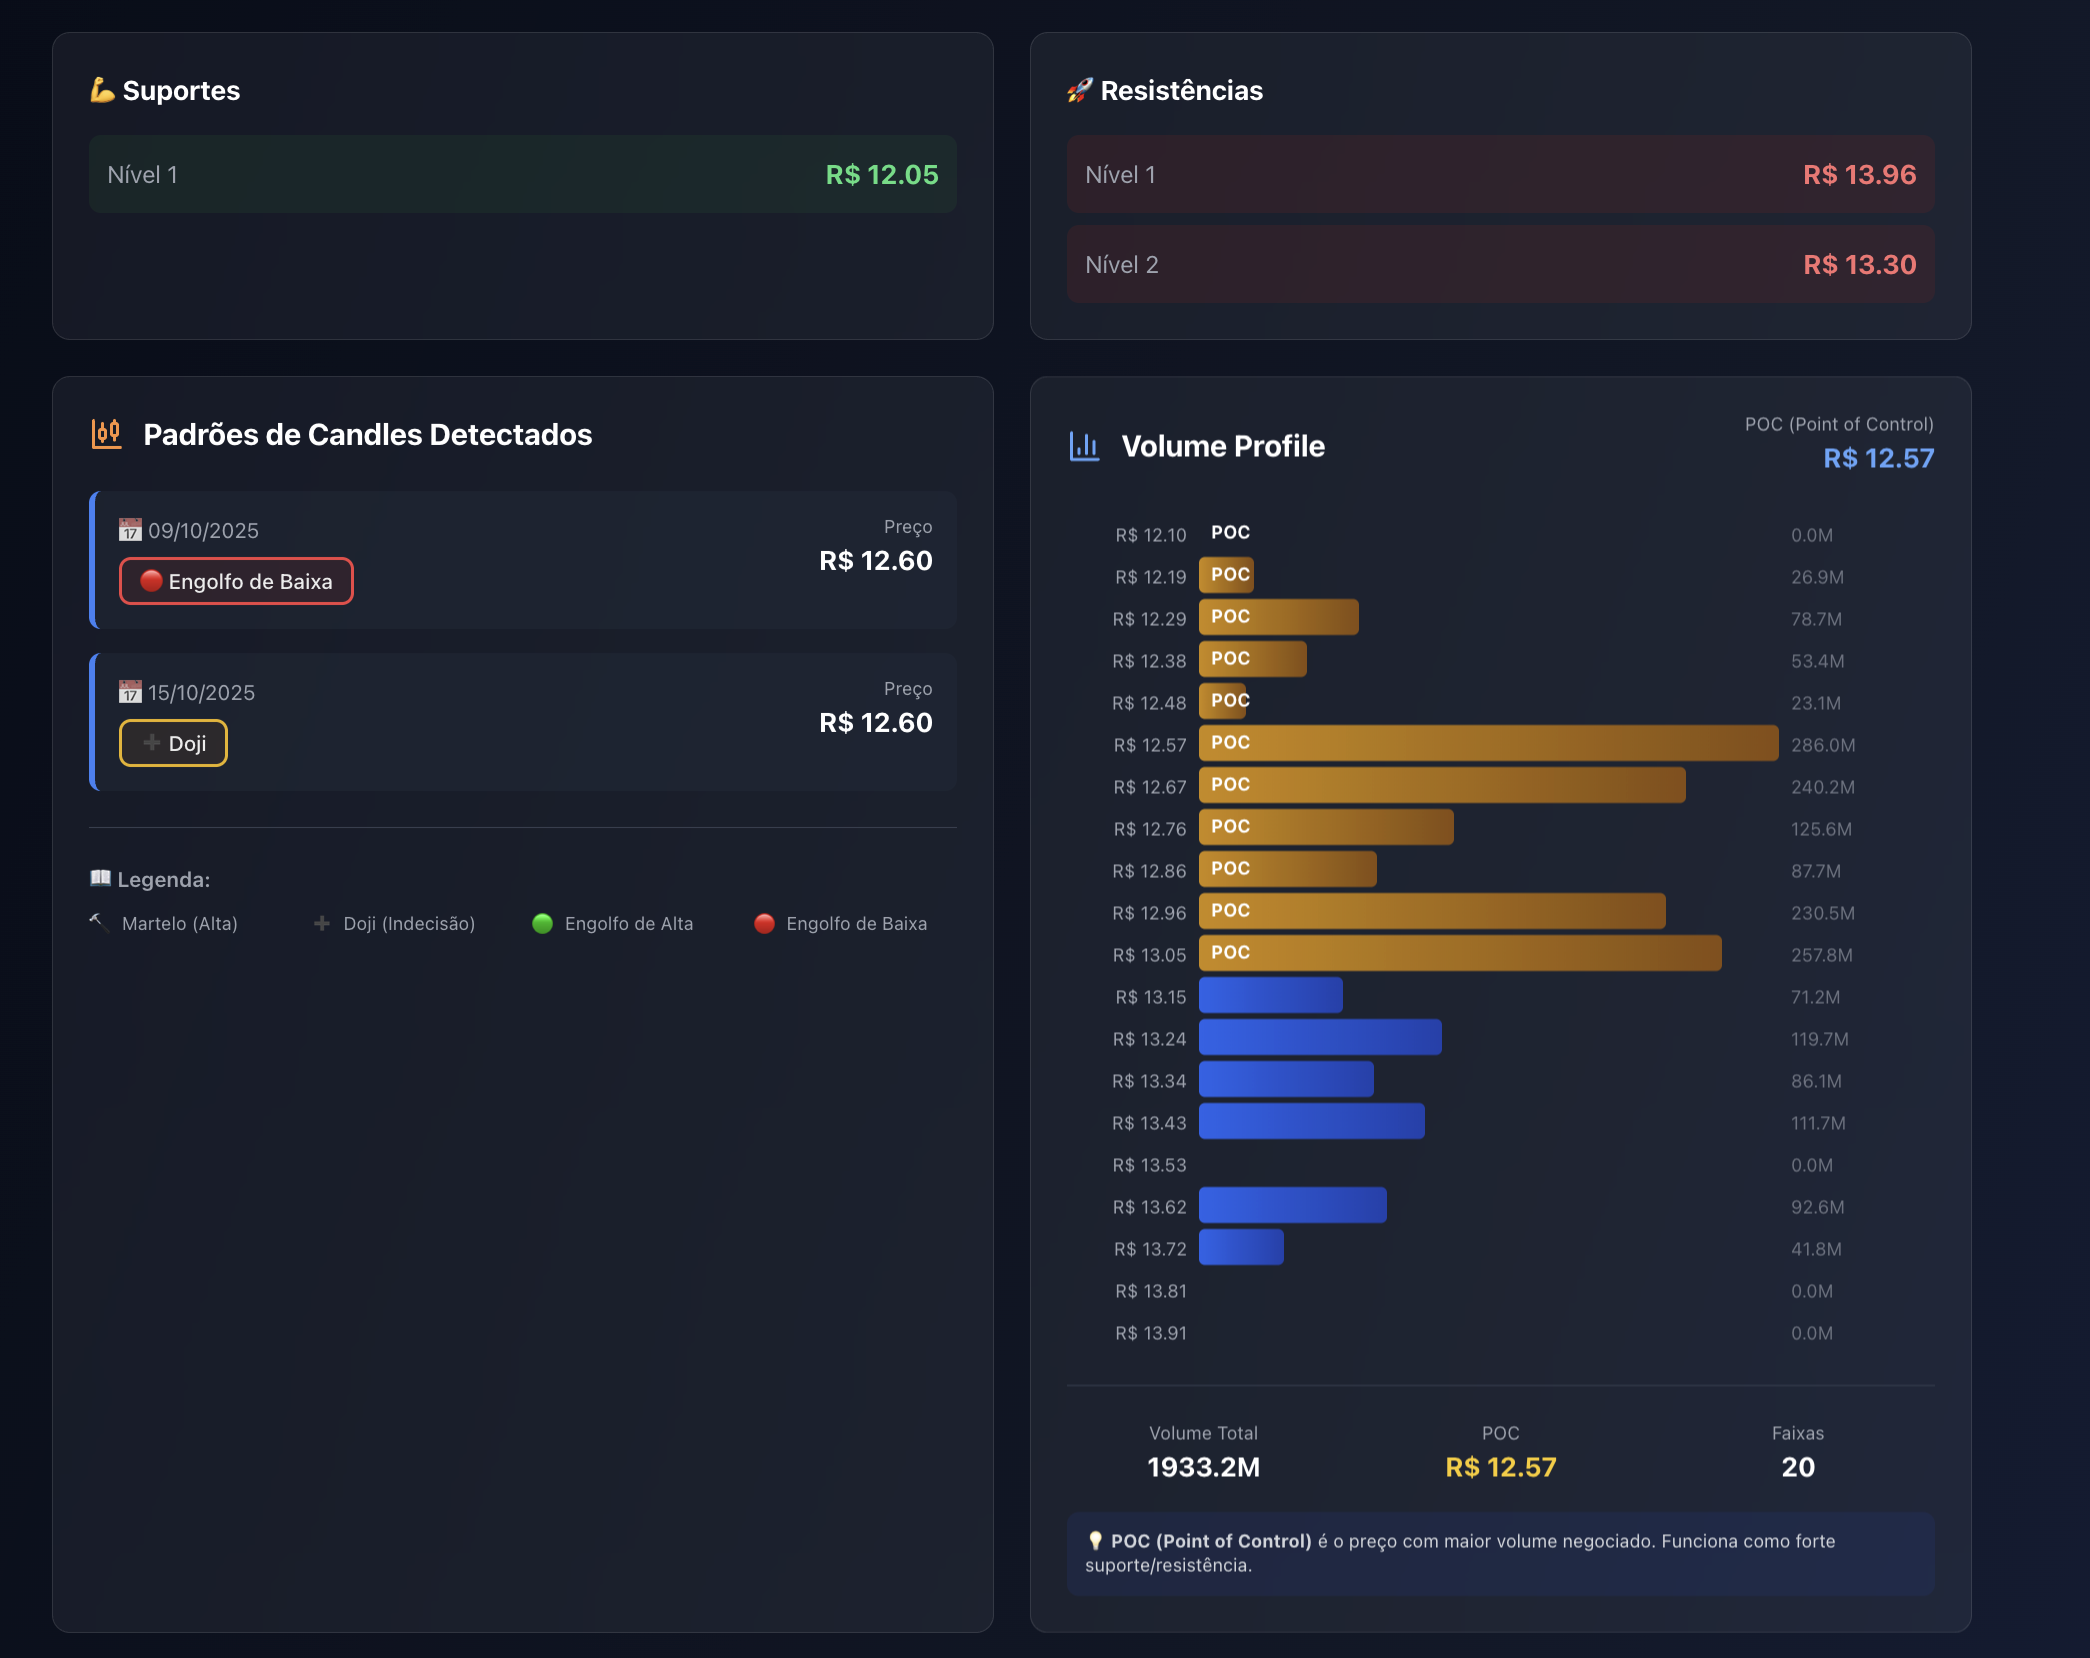 💪 Suportes
Nível 1 R$ 12.05
🚀 Resistências
Nível 1 R$ 13.96
Nível 2 R$ 13.30
Padrões de Candles Detectados
📅 09/10/2025
🔴 Engolfo de Baixa
Preço
R$ 12.60
📅 15/10/2025
➕ Doji
Preço
R$ 12.60
📖 Legenda:
🔨 Martelo (Alta) ➕ Doji (Indecisão) 🟢 Engolfo de Alta 🔴 Engolfo de Baixa
Volume Profile
POC (Point of Control)
R$ 12.57
R$ 12.10 POC 0.0M
R$ 12.19 POC 26.9M
R$ 12.29 POC 78.7M
R$ 12.38 POC 53.4M
R$ 12.48 POC 23.1M
R$ 12.57 POC 286.0M
R$ 12.67 POC 240.2M
R$ 12.76 POC 125.6M
R$ 12.86 POC 87.7M
R$ 12.96 POC 230.5M
R$ 13.05 POC 257.8M
R$ 13.15 71.2M
R$ 13.24 119.7M
R$ 13.34 86.1M
R$ 13.43 111.7M
R$ 13.53 0.0M
R$ 13.62 92.6M
R$ 13.72 41.8M
R$ 13.81 0.0M
R$ 13.91 0.0M
Volume Total POC Faixas
1933.2M R$ 12.57 20
💡 POC (Point of Control) é o preço com maior volume negociado. Funciona como forte
suporte/resistência.